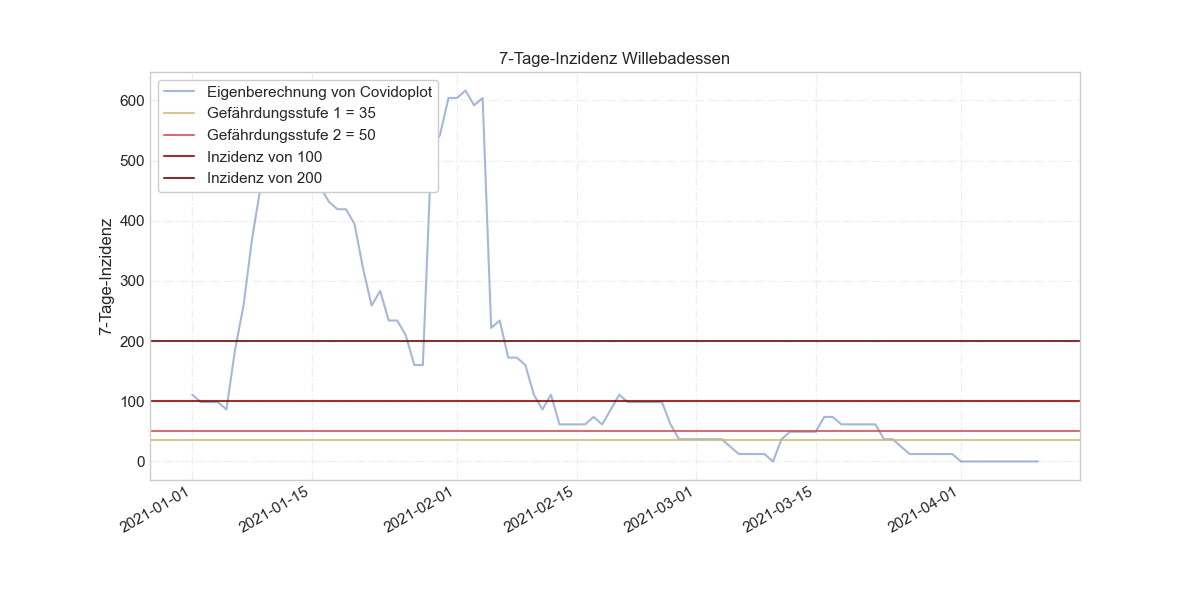 7-Tage-Inzidenz Willebadessen
Eigenberechnung von Covidoplot
Gefährdungsstufe 1 = 35
Gefährdungsstufe 2 = 50
Inzidenz von 100
Inzidenz von 200
7-Tage-Inzidenz
600
500
400
300
200
100
0
2021-01-01
2021-01-15
2021-02-01
2021-02-15
2021-03-01
2021-03-15
2021-04-01